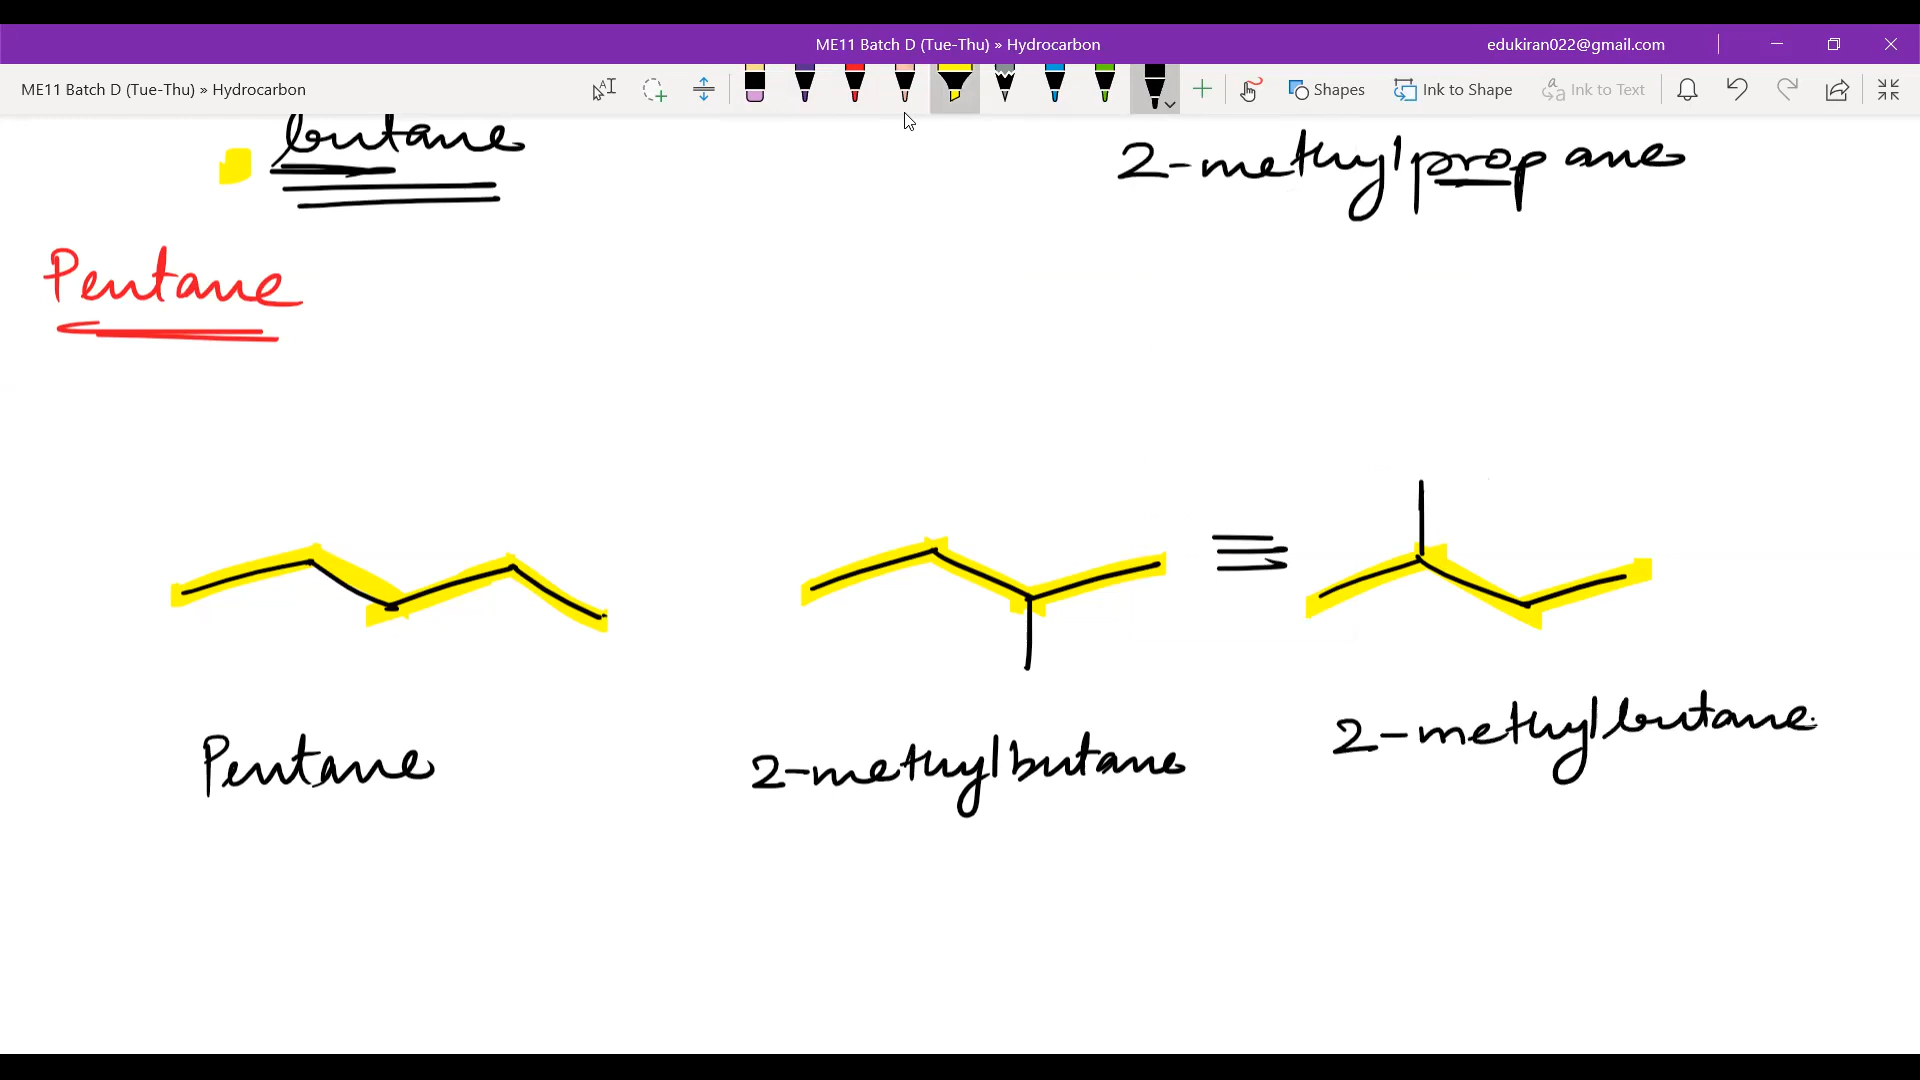 ME11 Batch D (Tue-Thu) » Hydrocarbon
edukiran022@gmail.com
ME11 Batch D (Tue-Thu) » Hydrocarbon
Shapes
Ink to Shape
Ink to Text
butane
2-methylpropane
Pentane
Pentane
2-methylbutane
2-methylbutane